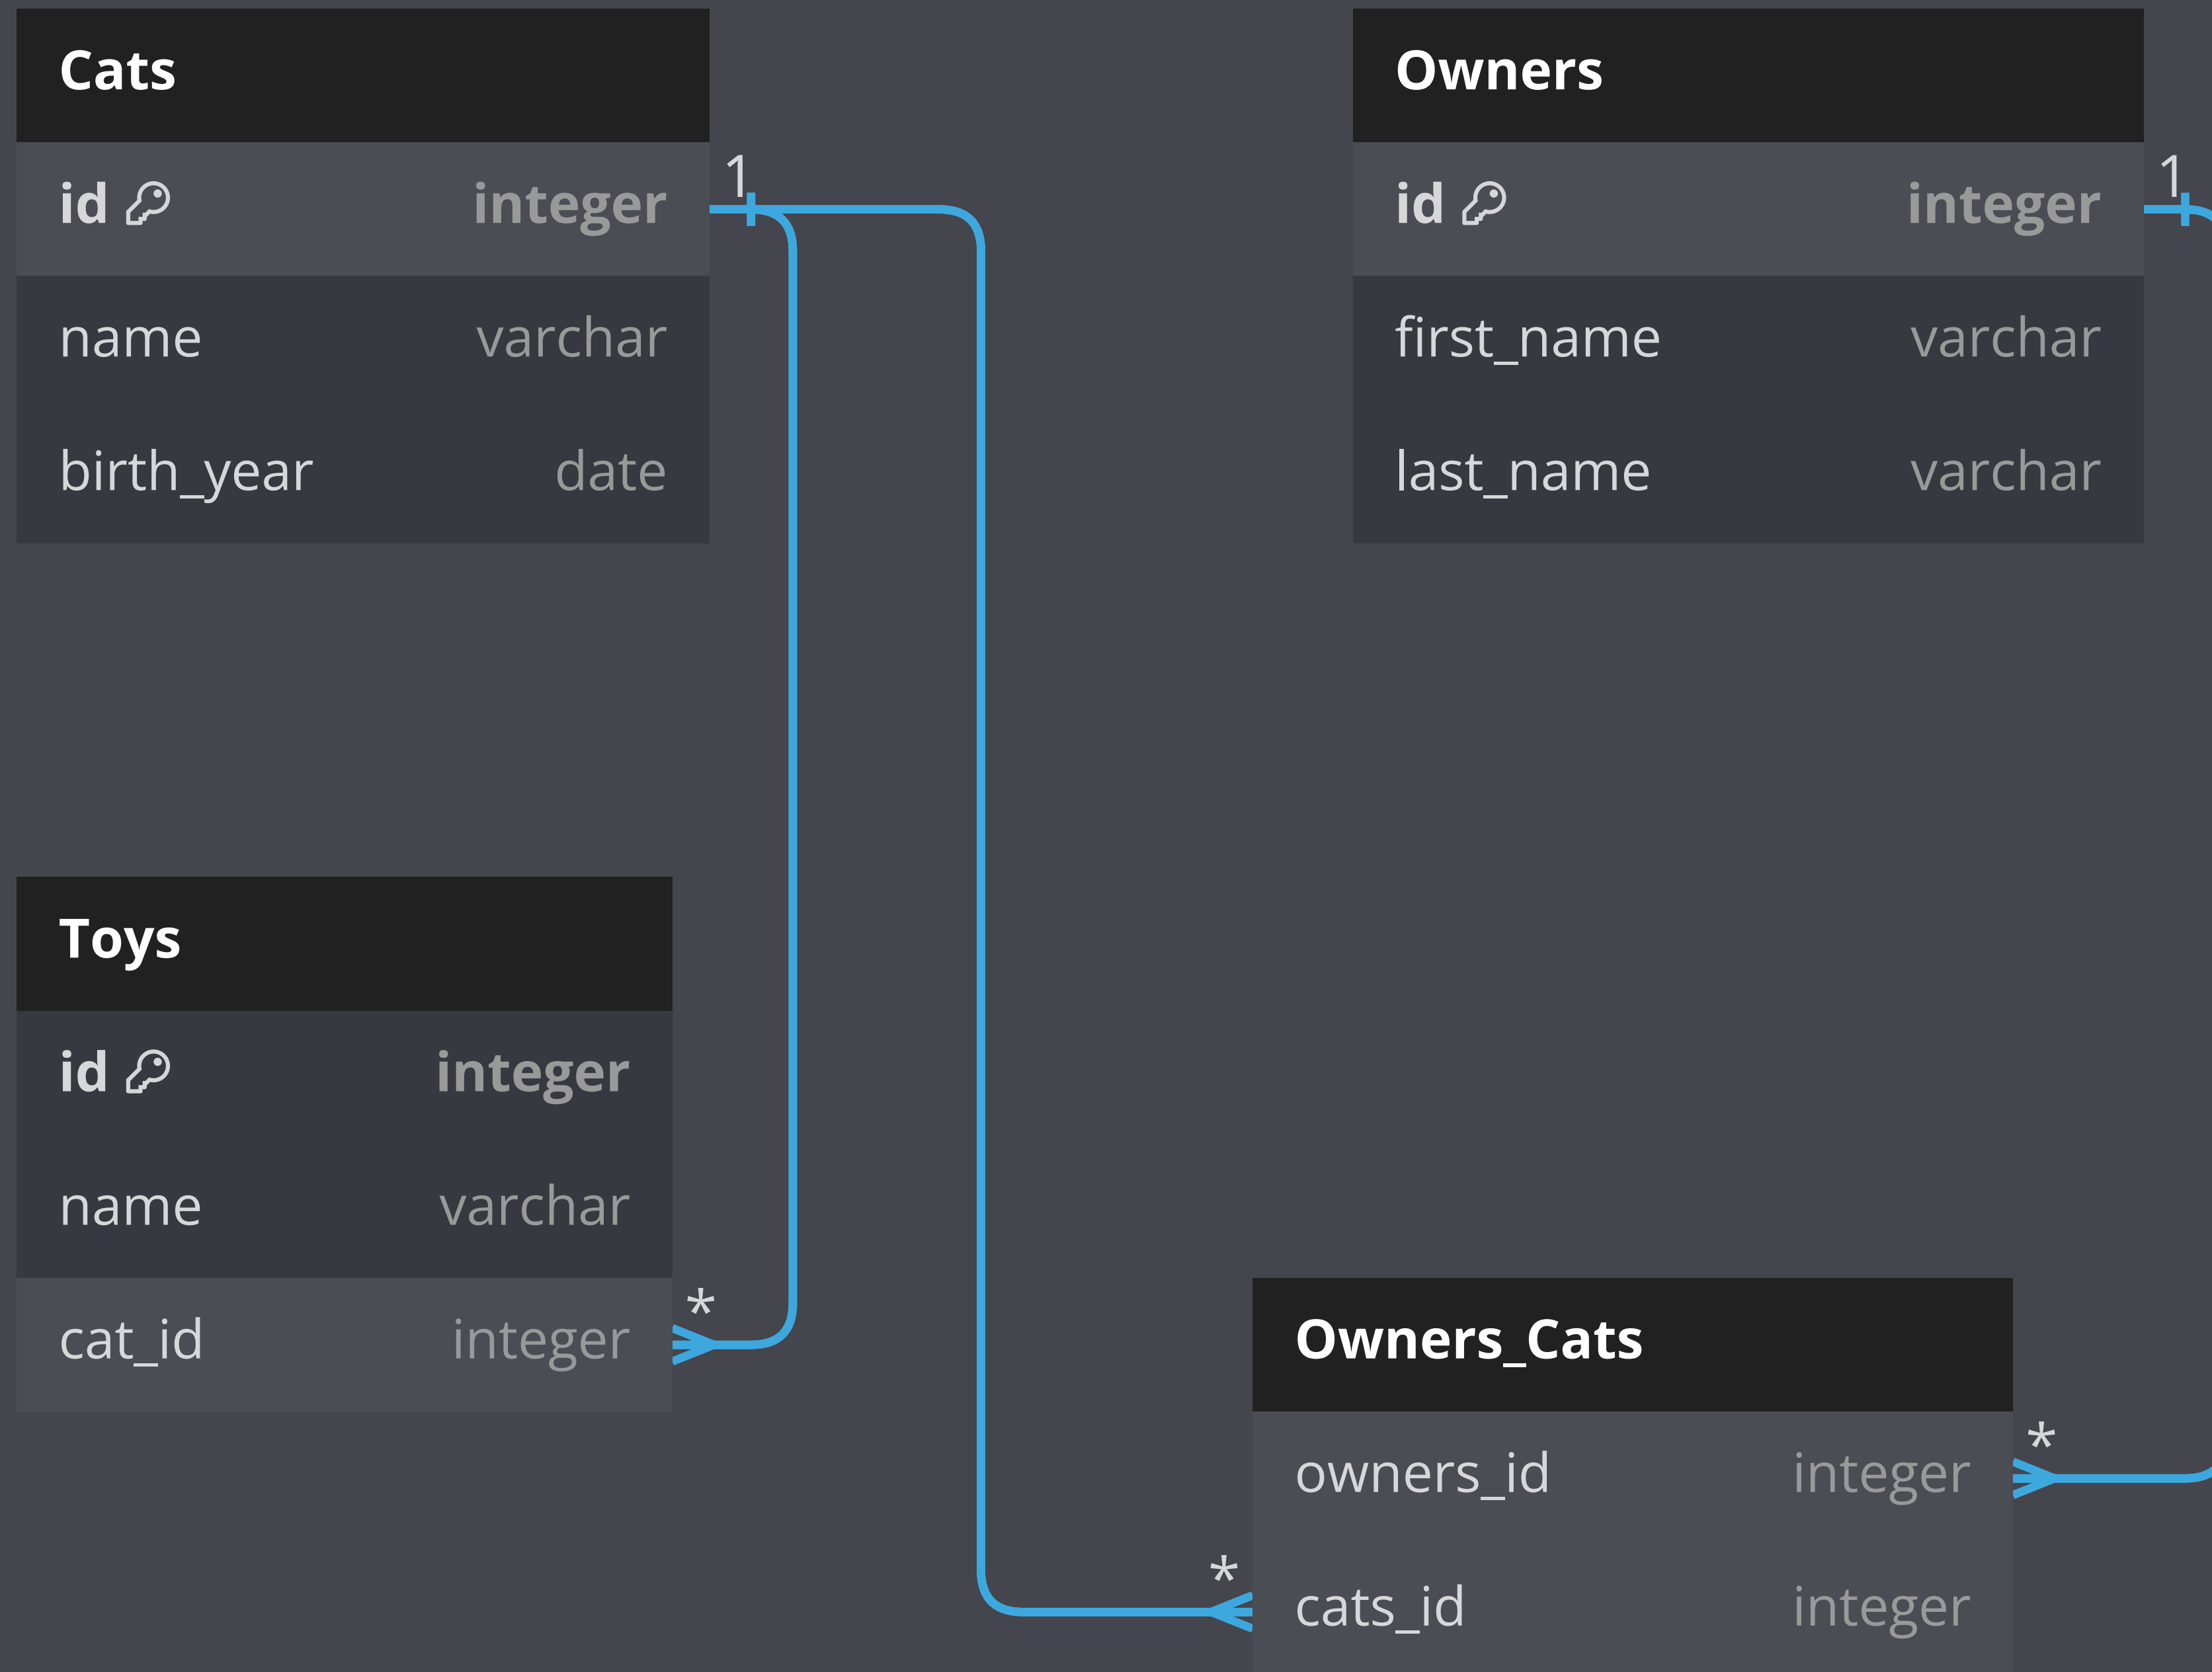 Cats
id integer
name varchar
birth_year date
1
Owners
id integer
first_name varchar
last_name varchar
1
Toys
id integer
name varchar
cat_id integer
*
Owners_Cats
owners_id integer
*
cats_id integer
*